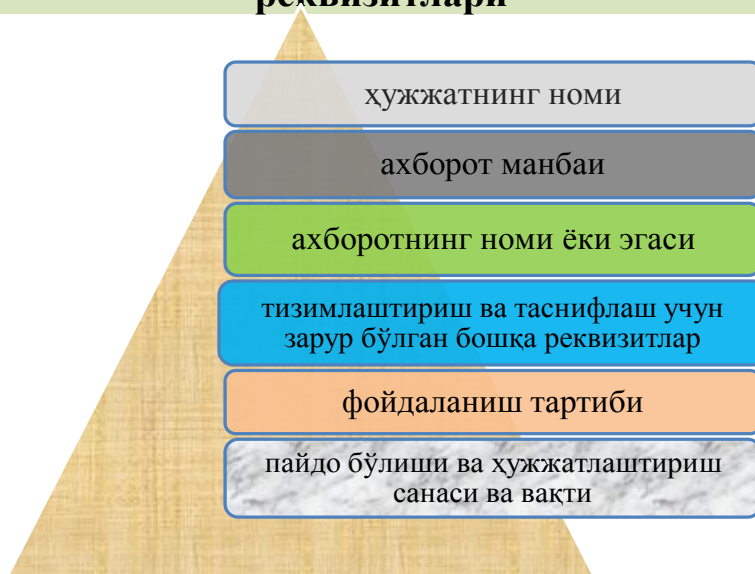 реквизитлари
ҳужжатнинг номи
ахборот манбаи
ахборотнинг номи ёки эгаси
тизимлаштириш ва таснифлаш учун
зарур бўлган бошқа реквизитлар
фойдаланиш тартиби
пайдо бўлиши ва ҳужжатлаштириш
санаси ва вақти